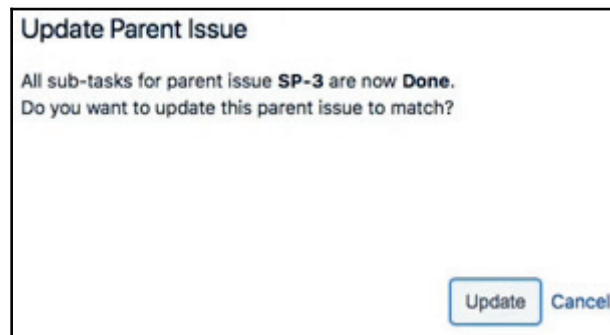 Update Parent Issue
All sub-tasks for parent issue SP-3 are now Done.
Do you want to update this parent issue to match?
Update Cancel